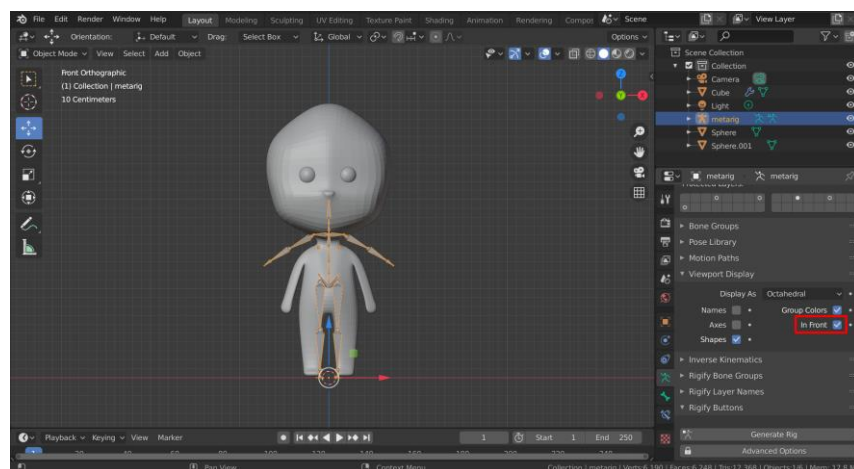 File Edit Render Window Help Layout Modeling Sculpting UV Editing Texture Paint Shading Animation Rendering Compos Scene View Layer
Orientation: Default Drag: Select Box Global Options
Object Mode View Select Add Object
Front Orthographic
(1) Collection | metarig
10 Centimeters
Scene Collection
Collection
Camera
Cube
Light
metarig
Sphere
Sphere.001
metarig metarig
Bone Groups
Pose Library
Motion Paths
Viewport Display
Display As Octahedral
Names Group Colors
Axes In Front
Shapes
Inverse Kinematics
Rigify Bone Groups
Rigify Layer Names
Rigify Buttons
Generate Rig
Advanced Options
Playback Keying View Marker 1 Start 1 End 250
Pan View Context Menu